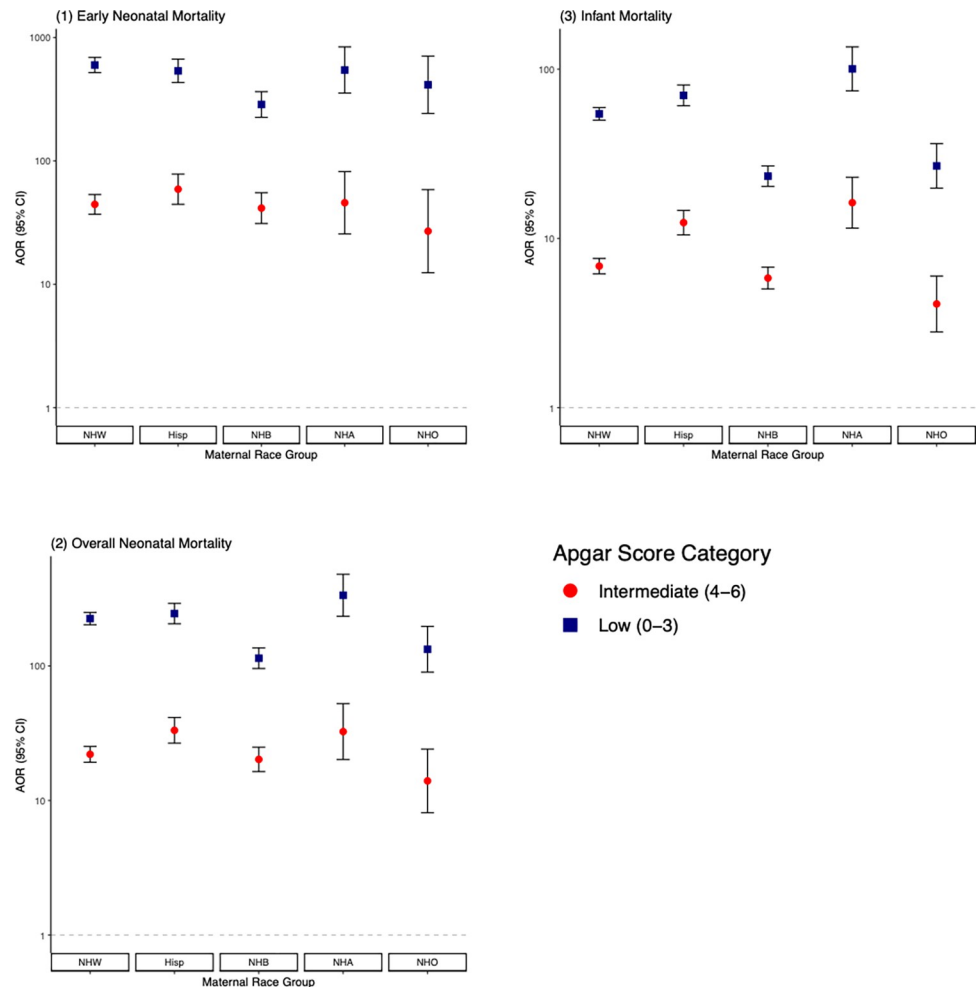 (1) Early Neonatal Mortality
1000
100
10
1
AOR (95% CI)
NHW Hisp NHB NHA NHO
Maternal Race Group
(3) Infant Mortality
100
10
1
AOR (95% CI)
NHW Hisp NHB NHA NHO
Maternal Race Group
(2) Overall Neonatal Mortality
100
10
1
AOR (95% CI)
NHW Hisp NHB NHA NHO
Maternal Race Group
Apgar Score Category
Intermediate (4–6)
Low (0–3)